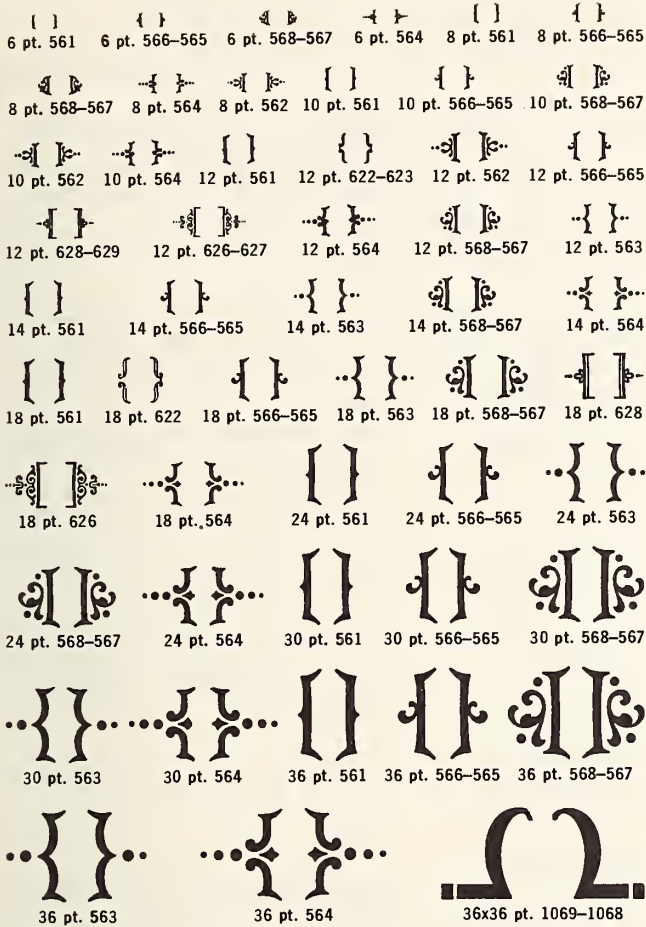 6 pt. 561 6 pt. 566–565 6 pt. 568–567 6 pt. 564 8 pt. 561 8 pt. 566–565
8 pt. 568–567 8 pt. 564 8 pt. 562 10 pt. 561 10 pt. 566–565 10 pt. 568–567
10 pt. 562 10 pt. 564 12 pt. 561 12 pt. 622–623 12 pt. 562 12 pt. 566–565
12 pt. 628–629 12 pt. 626–627 12 pt. 564 12 pt. 568–567 12 pt. 563
14 pt. 561 14 pt. 566–565 14 pt. 563 14 pt. 568–567 14 pt. 564
18 pt. 561 18 pt. 622 18 pt. 566–565 18 pt. 563 18 pt. 568–567 18 pt. 628
18 pt. 626 18 pt. 564 24 pt. 561 24 pt. 566–565 24 pt. 563
24 pt. 568–567 24 pt. 564 30 pt. 561 30 pt. 566–565 30 pt. 568–567
30 pt. 563 30 pt. 564 36 pt. 561 36 pt. 566–565 36 pt. 568–567
36 pt. 563 36 pt. 564 36x36 pt. 1069–1068